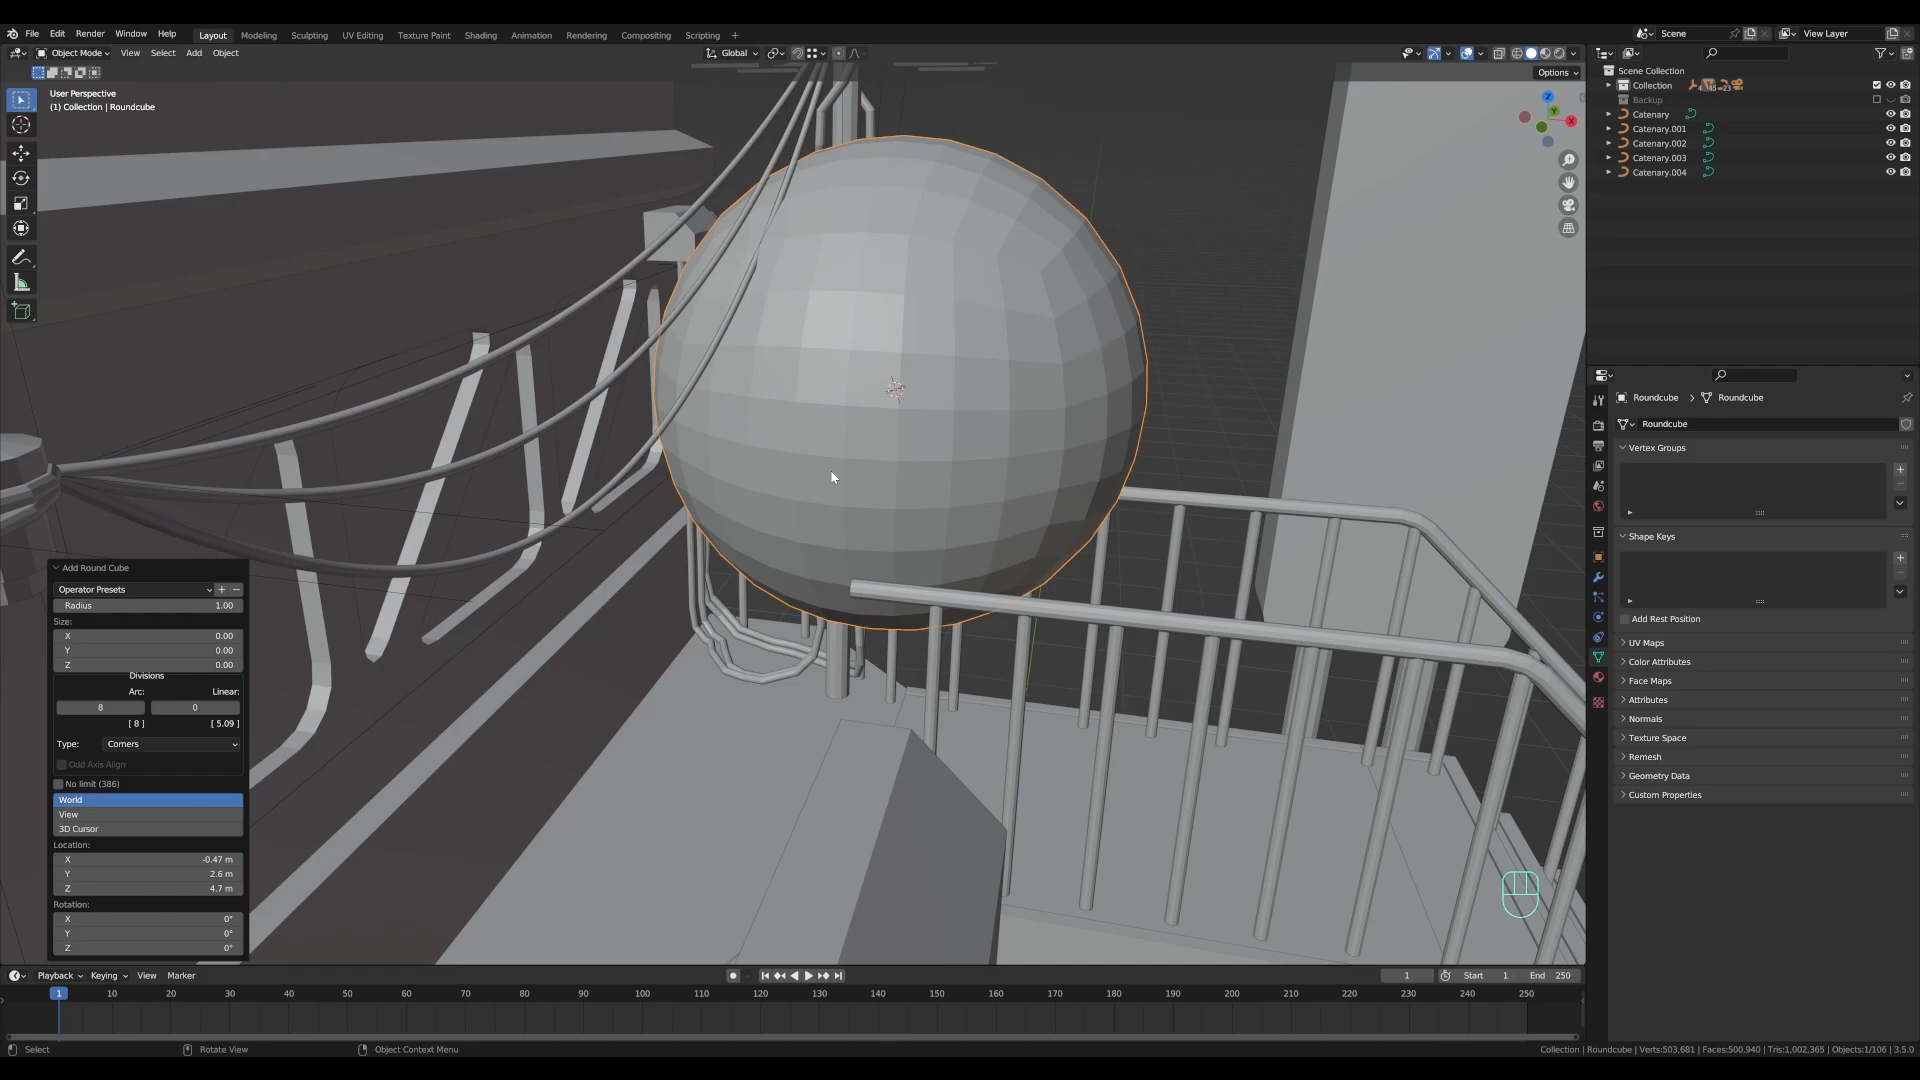 File Edit Render Window Help Layout Modeling Sculpting UV Editing Texture Paint Shading Animation Rendering Compositing Scripting + Scene View Layer
Object Mode View Select Add Object Global
Options
User Perspective
(1) Collection | Roundcube
Z
Y
X
Scene Collection
Collection
Backup
Catenary
Catenary.001
Catenary.002
Catenary.003
Catenary.004
Roundcube > Roundcube
Roundcube
Vertex Groups
Shape Keys
Add Rest Position
UV Maps
Color Attributes
Face Maps
Attributes
Normals
Texture Space
Remesh
Geometry Data
Custom Properties
Add Round Cube
Operator Presets
Radius 1.00
Size:
X 0.00
Y 0.00
Z 0.00
Divisions
Arc: Linear:
8 0
[ 8 ] [ 5.09 ]
Type: Corners
Odd Axis Align
No limit (386)
World
View
3D Cursor
Location:
X -0.47 m
Y 2.6 m
Z 4.7 m
Rotation:
X 0°
Y 0°
Z 0°
Playback Keying View Marker 1 Start 1 End 250
1 10 20 30 40 50 60 70 80 90 100 110 120 130 140 150 160 170 180 190 200 210 220 230 240 250
Select Rotate View Object Context Menu Collection | Roundcube | Verts:503,681 | Faces:500,940 | Tris:1,002,365 | Objects:1/106 | 3.5.0